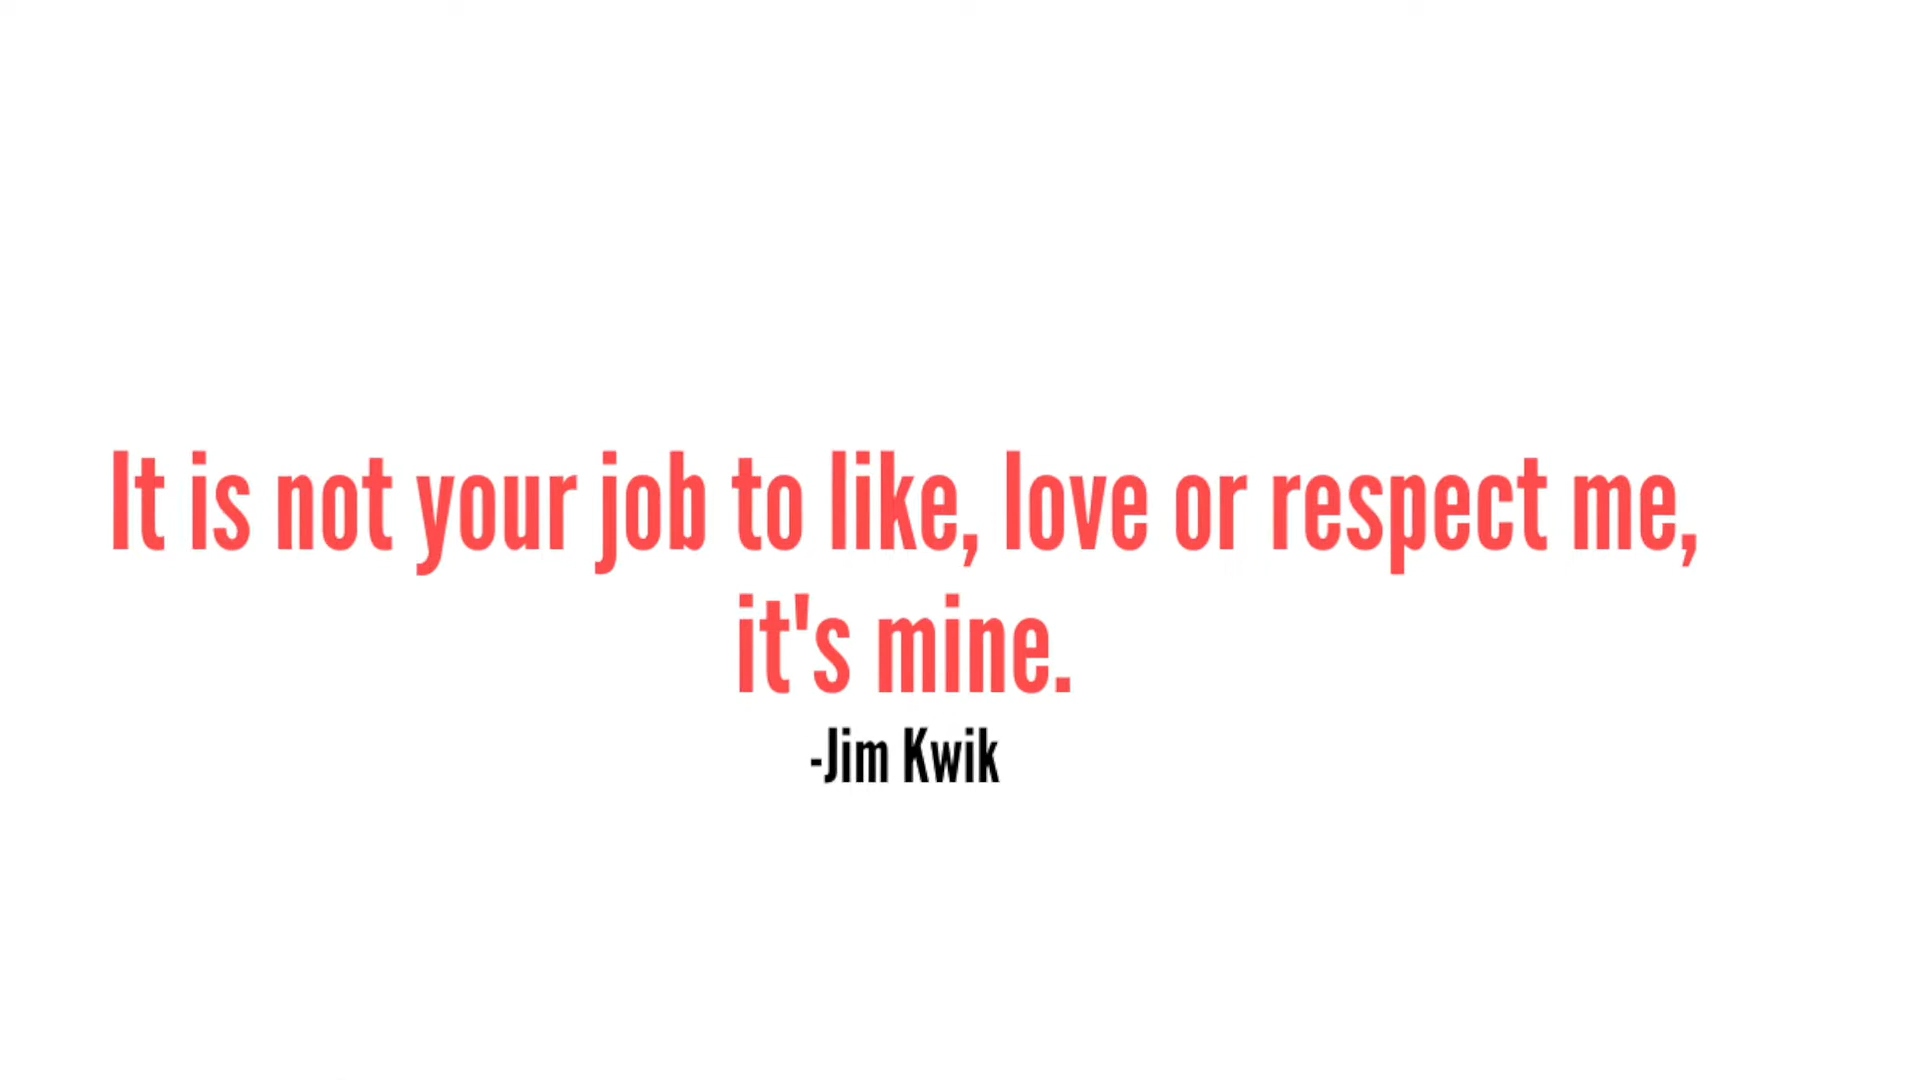 It is not your job to like, love or respect me,
it's mine.
-Jim Kwik